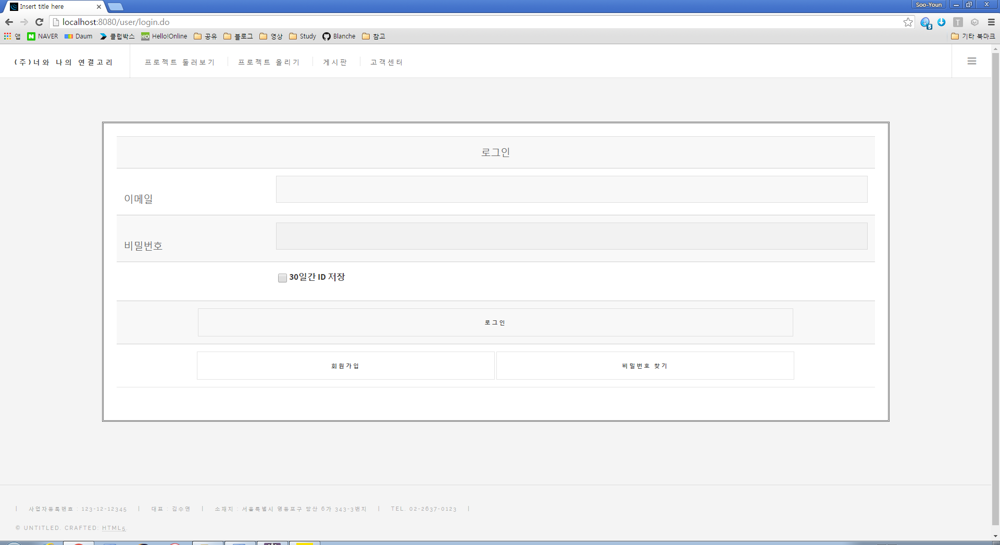 Insert title here
Soo-Youn
localhost:8080/user/login.do
앱 NAVER Daum 클럽박스 Hello!Online 공유 블로그 영상 Study Blanche 참고 기타 북마크
(주)너와 나의 연결고리 프로젝트 둘러보기 프로젝트 올리기 게시판 고객센터
로그인
이메일
비밀번호
30일간 ID 저장
로그인
회원가입 비밀번호 찾기
| 사업자등록번호 : 123-12-12345 | 대표 : 김수연 | 소재지 : 서울특별시 영등포구 당산 6가 343-3번지 | TEL. 02-2637-0123 |
© UNTITLED. CRAFTED: HTML5.